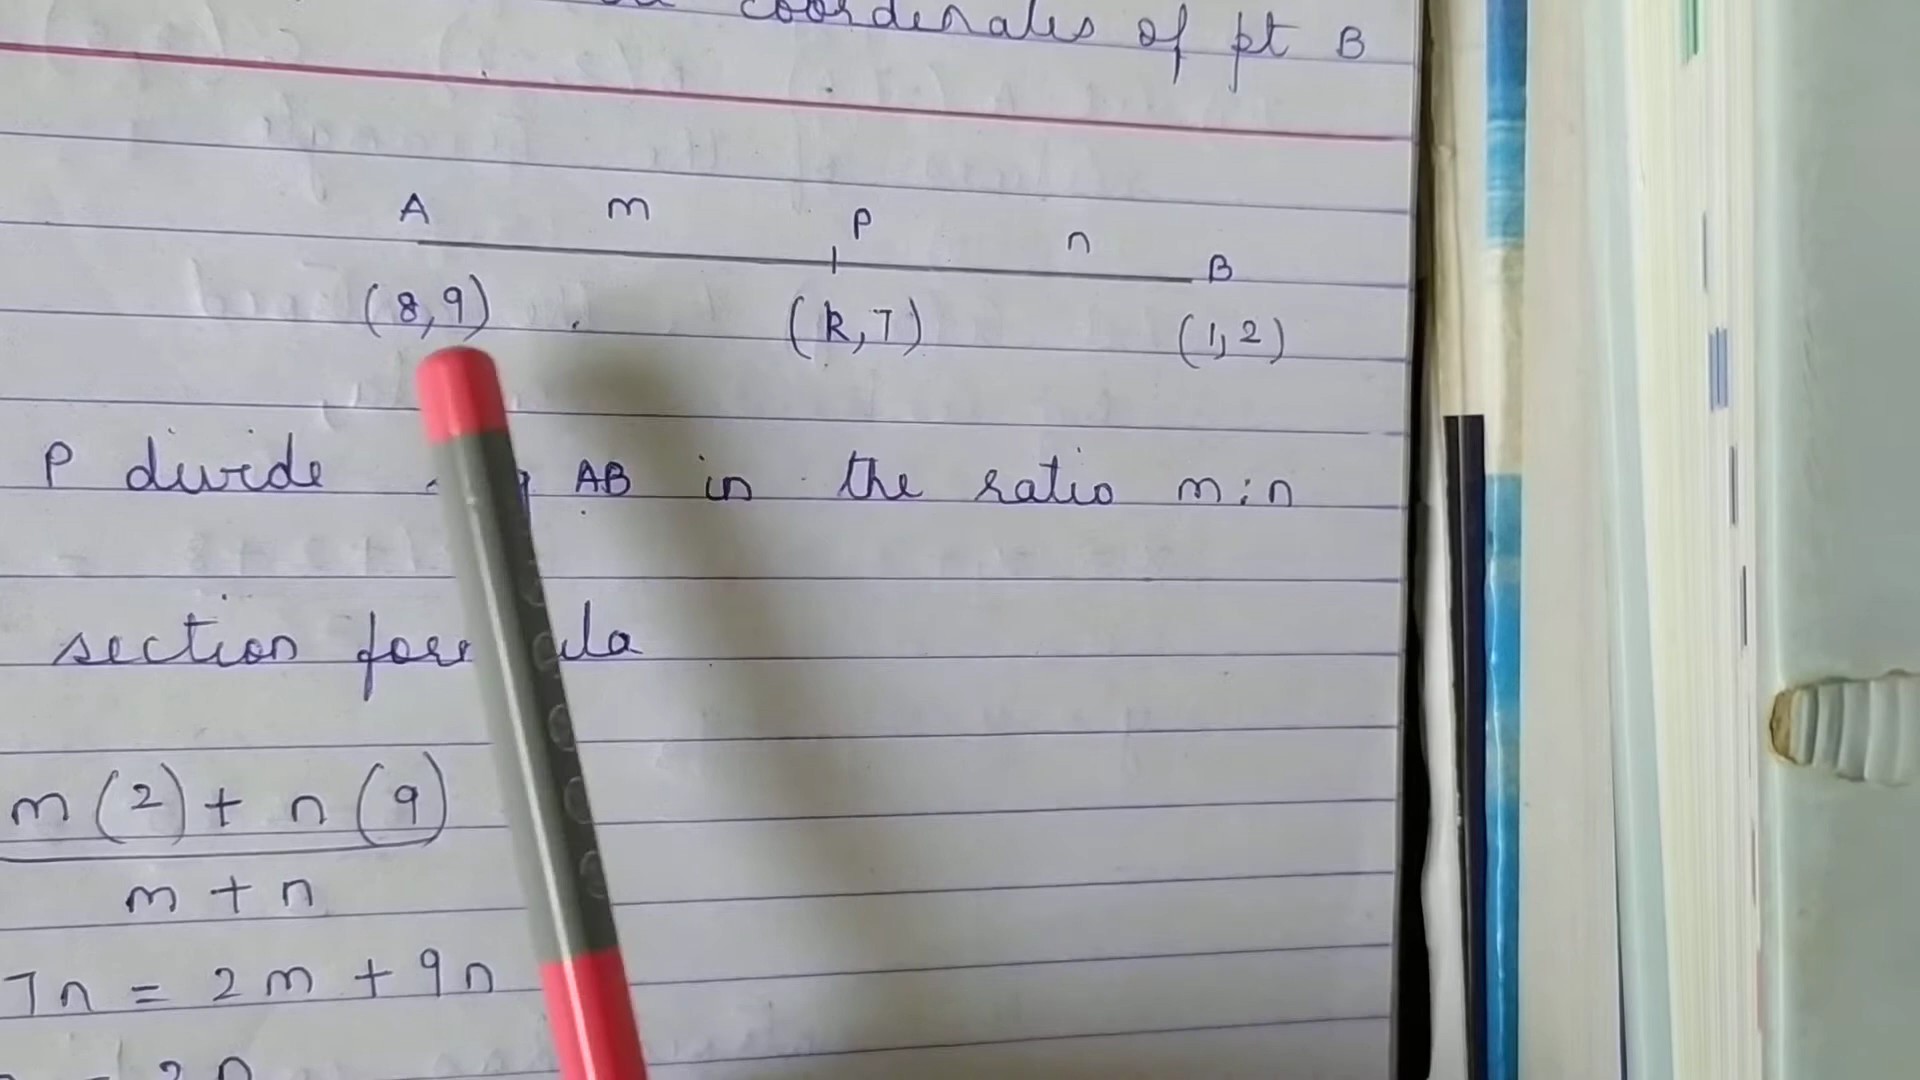 coordinates of pt B
A m P n B
(8,9) (k,7) (1,2)
P divide AB in the ratio m:n
section formula
m(2) + n(9)
m + n
7n = 2m + 9n